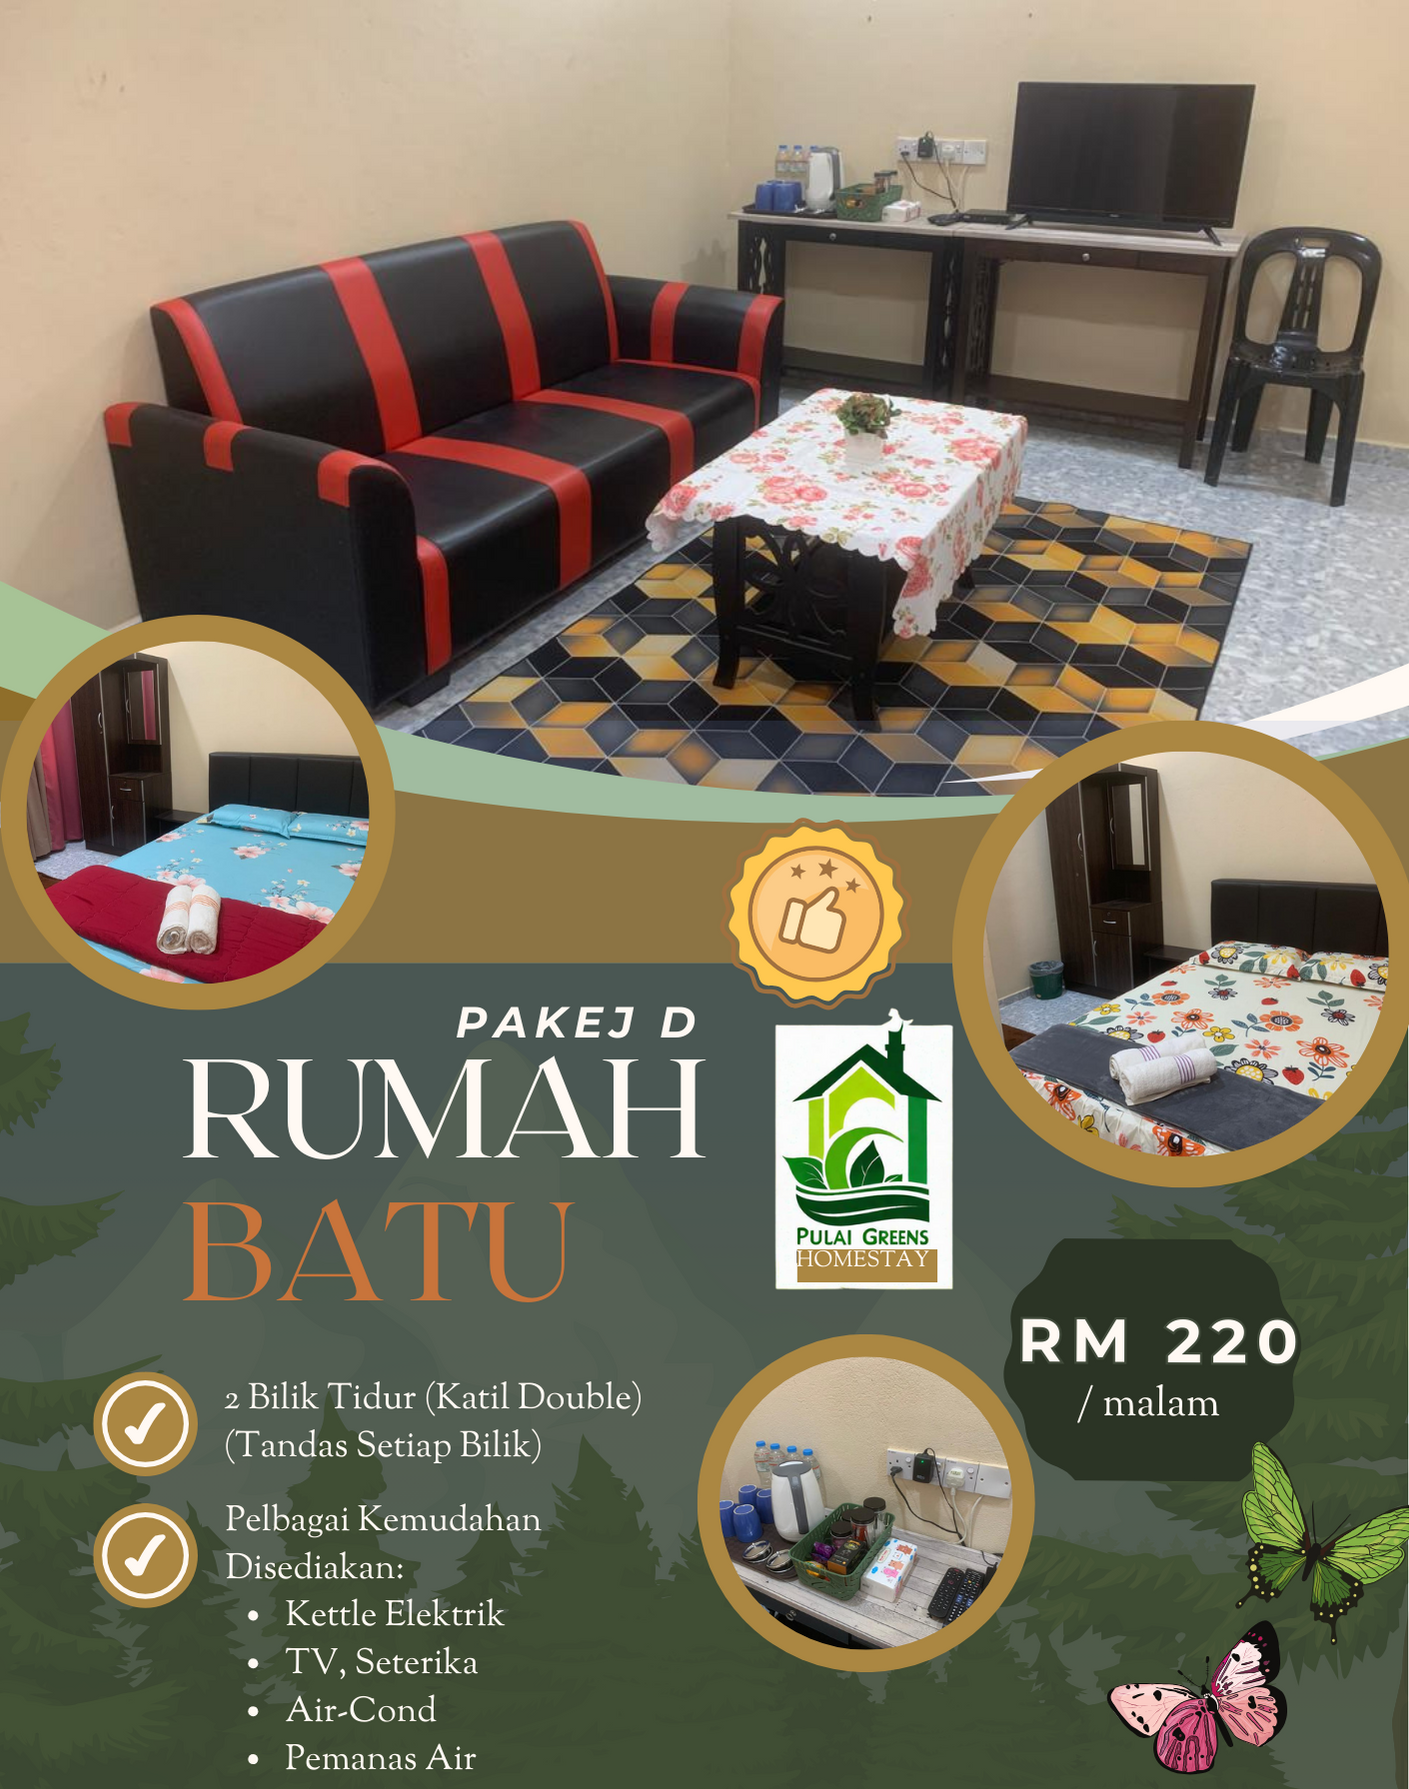 PAKEJ D
RUMAH
BATU
PULAI GREENS
HOMESTAY
RM 220
/ malam
2 Bilik Tidur (Katil Double)
(Tandas Setiap Bilik)
Pelbagai Kemudahan
Disediakan:
• Kettle Elektrik
• TV, Seterika
• Air-Cond
• Pemanas Air